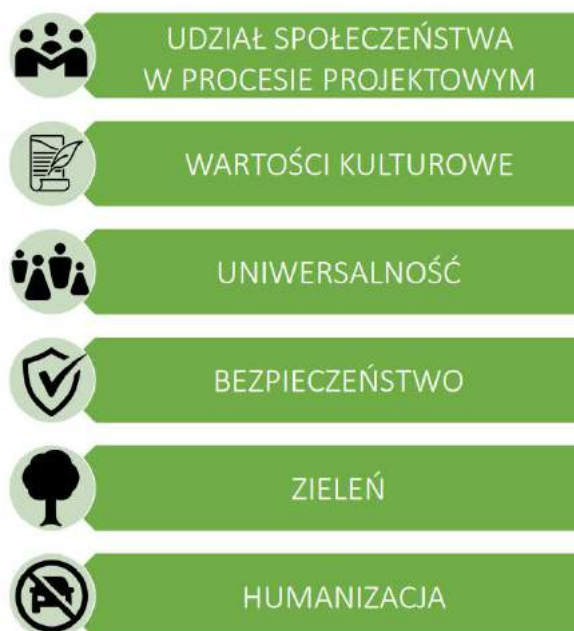 UDZIAŁ SPOŁECZEŃSTWA
W PROCESIE PROJEKTOWYM
WARTOŚCI KULTUROWE
UNIWERSALNOŚĆ
BEZPIECZEŃSTWO
ZIELEŃ
HUMANIZACJA